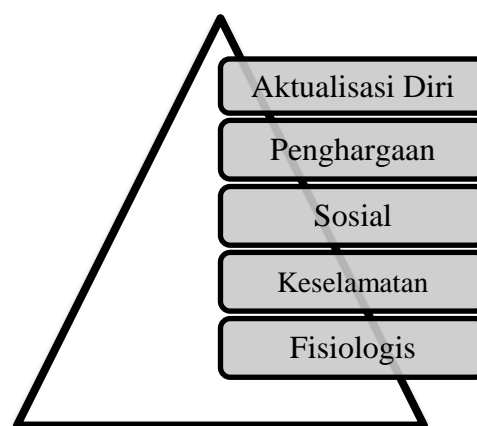 Aktualisasi Diri
Penghargaan
Sosial
Keselamatan
Fisiologis